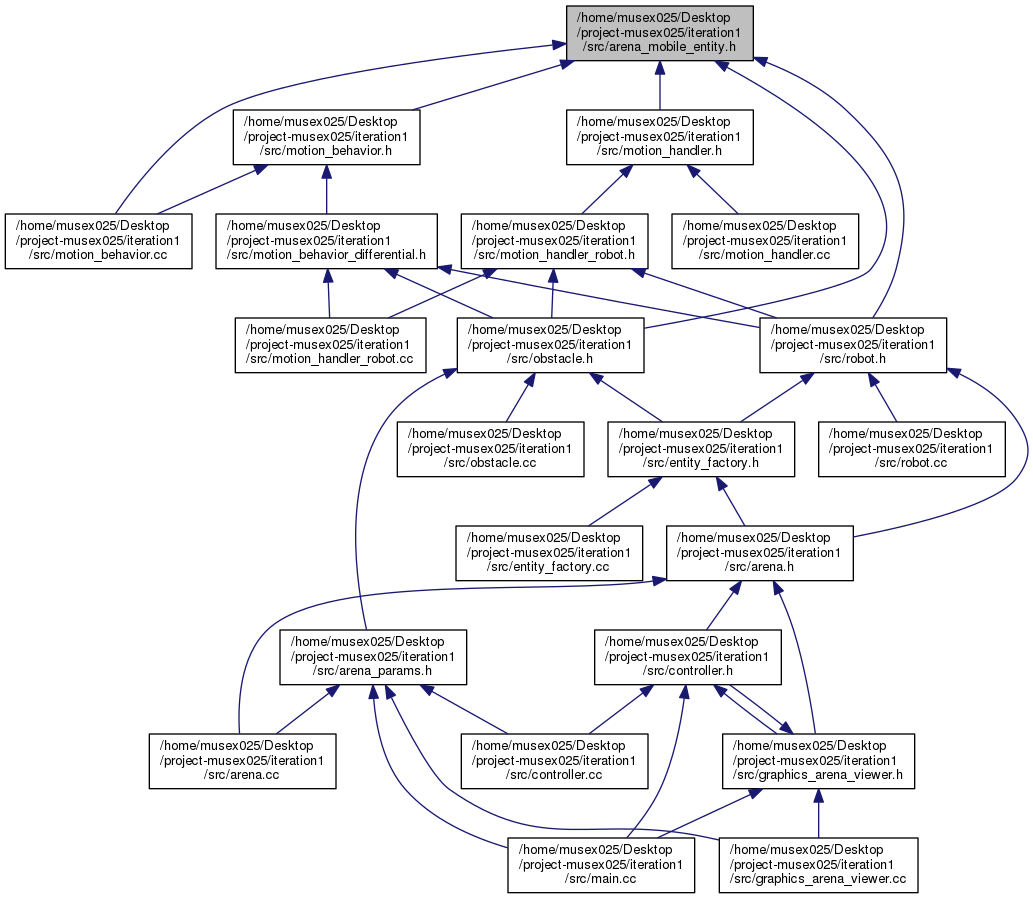 /home/musex025/Desktop
/project-musex025/iteration1
/src/arena_mobile_entity.h
/home/musex025/Desktop
/project-musex025/iteration1
/src/motion_behavior.h
/home/musex025/Desktop
/project-musex025/iteration1
/src/motion_handler.h
/home/musex025/Desktop
/project-musex025/iteration1
/src/motion_behavior.cc
/home/musex025/Desktop
/project-musex025/iteration1
/src/motion_behavior_differential.h
/home/musex025/Desktop
/project-musex025/iteration1
/src/motion_handler_robot.h
/home/musex025/Desktop
/project-musex025/iteration1
/src/motion_handler.cc
/home/musex025/Desktop
/project-musex025/iteration1
/src/motion_handler_robot.cc
/home/musex025/Desktop
/project-musex025/iteration1
/src/obstacle.h
/home/musex025/Desktop
/project-musex025/iteration1
/src/robot.h
/home/musex025/Desktop
/project-musex025/iteration1
/src/obstacle.cc
/home/musex025/Desktop
/project-musex025/iteration1
/src/entity_factory.h
/home/musex025/Desktop
/project-musex025/iteration1
/src/robot.cc
/home/musex025/Desktop
/project-musex025/iteration1
/src/entity_factory.cc
/home/musex025/Desktop
/project-musex025/iteration1
/src/arena.h
/home/musex025/Desktop
/project-musex025/iteration1
/src/arena_params.h
/home/musex025/Desktop
/project-musex025/iteration1
/src/controller.h
/home/musex025/Desktop
/project-musex025/iteration1
/src/arena.cc
/home/musex025/Desktop
/project-musex025/iteration1
/src/controller.cc
/home/musex025/Desktop
/project-musex025/iteration1
/src/graphics_arena_viewer.h
/home/musex025/Desktop
/project-musex025/iteration1
/src/main.cc
/home/musex025/Desktop
/project-musex025/iteration1
/src/graphics_arena_viewer.cc